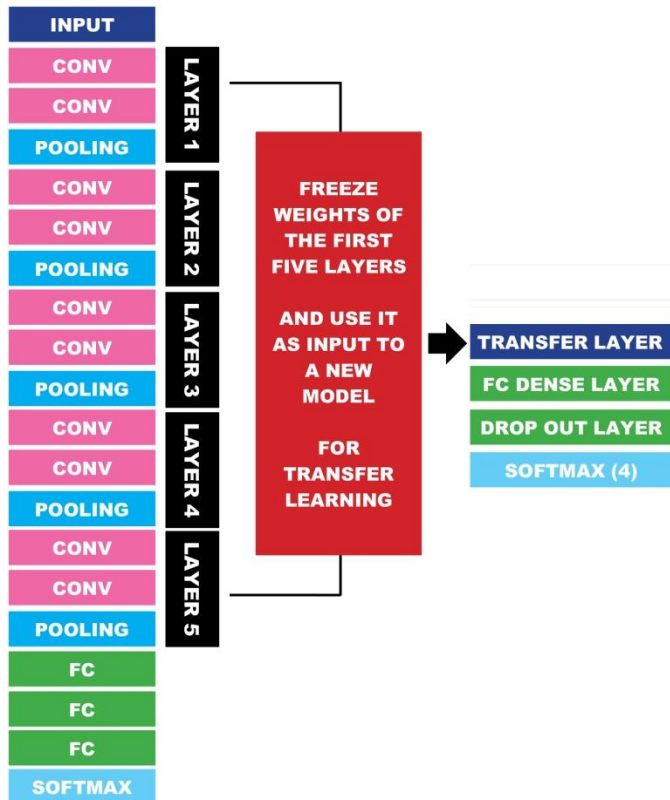 INPUT
CONV
CONV
POOLING
LAYER 1
CONV
CONV
POOLING
LAYER 2
CONV
CONV
POOLING
LAYER 3
CONV
CONV
POOLING
LAYER 4
CONV
CONV
POOLING
LAYER 5
FC
FC
FC
SOFTMAX
FREEZE
WEIGHTS OF
THE FIRST
FIVE LAYERS
AND USE IT
AS INPUT TO
A NEW
MODEL
FOR
TRANSFER
LEARNING
TRANSFER LAYER
FC DENSE LAYER
DROP OUT LAYER
SOFTMAX (4)